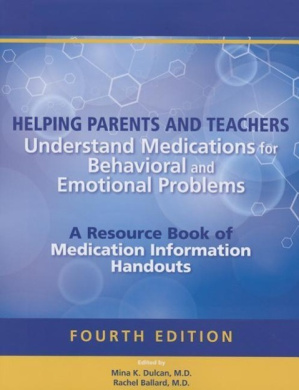 HELPING PARENTS AND TEACHERS
Understand Medications for
Behavioral and
Emotional Problems
A Resource Book of
Medication Information
Handouts
FOURTH EDITION
Edited by
Mina K. Dulcan, M.D.
Rachel Ballard, M.D.